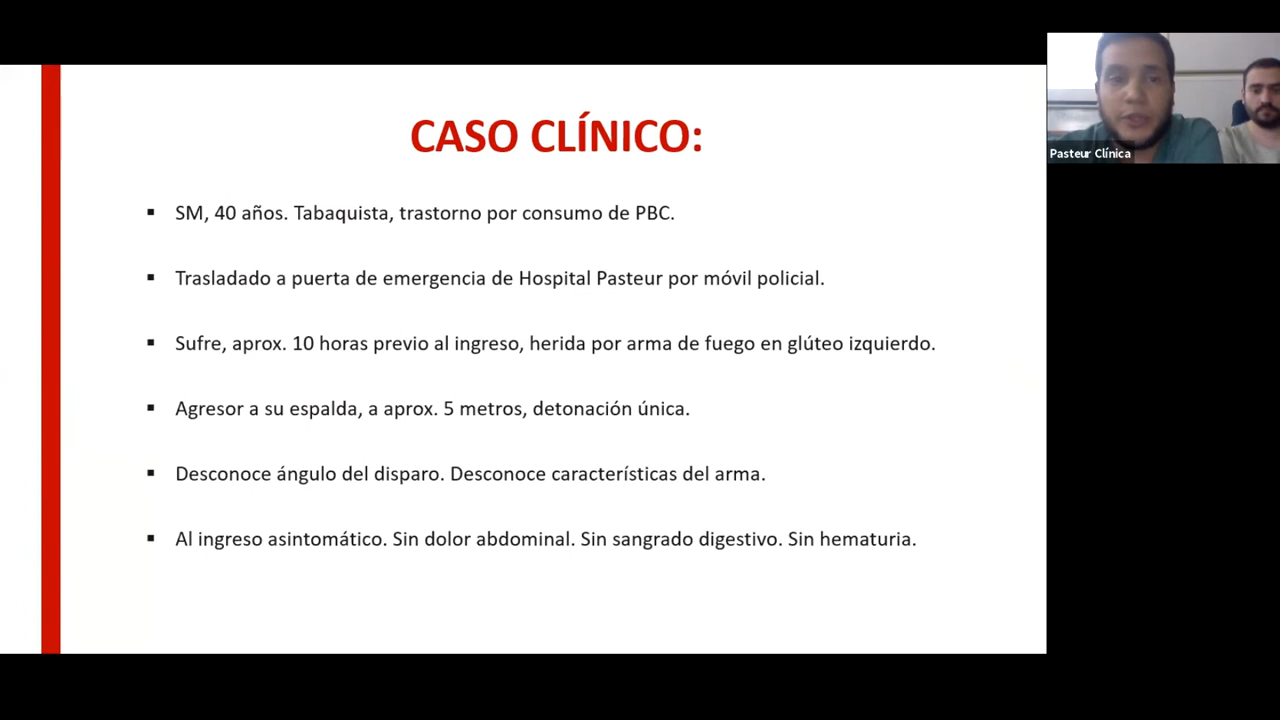 CASO CLÍNICO:
SM, 40 años. Tabaquista, trastorno por consumo de PBC.
Trasladado a puerta de emergencia de Hospital Pasteur por móvil policial.
Sufre, aprox. 10 horas previo al ingreso, herida por arma de fuego en glúteo izquierdo.
Agresor a su espalda, a aprox. 5 metros, detonación única.
Desconoce ángulo del disparo. Desconoce características del arma.
Al ingreso asintomático. Sin dolor abdominal. Sin sangrado digestivo. Sin hematuria.
Pasteur Clínica